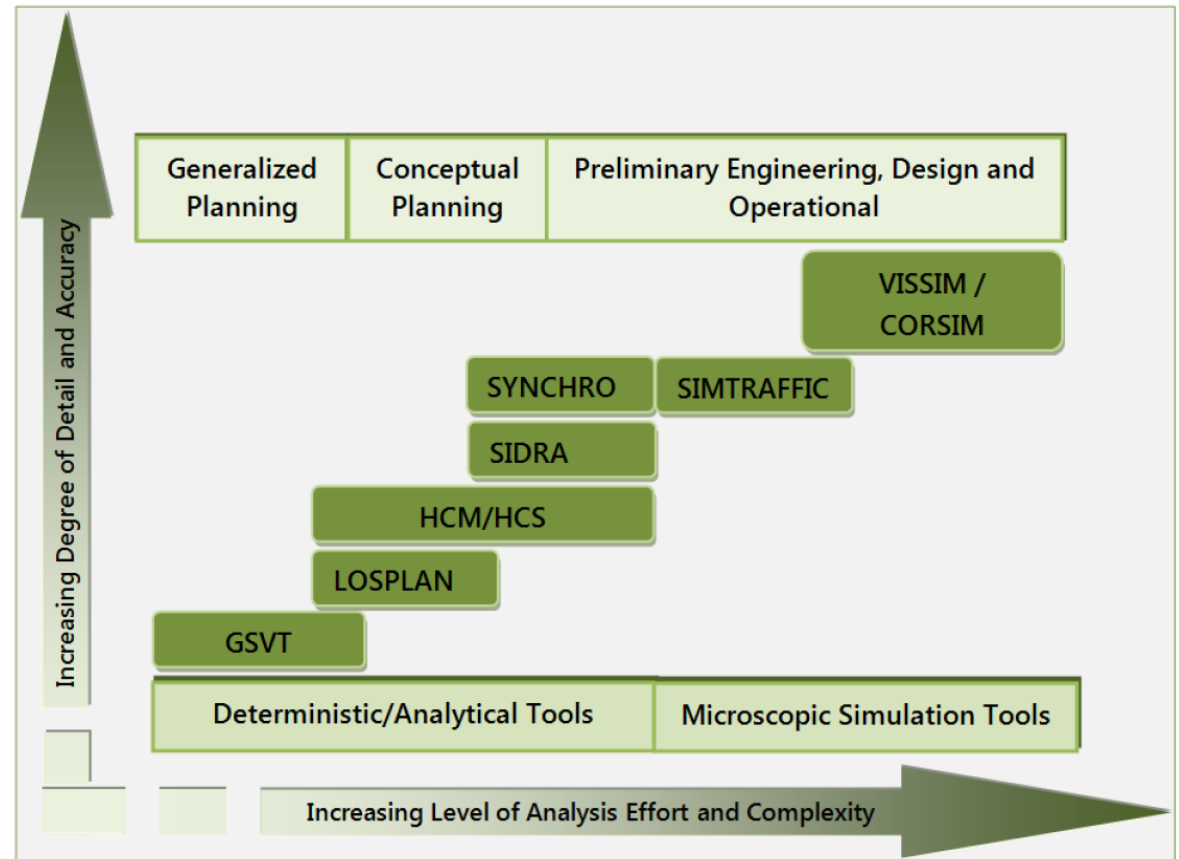 Increasing Degree of Detail and Accuracy
Generalized
Planning
Conceptual
Planning
Preliminary Engineering, Design and
Operational
VISSIM /
CORSIM
SYNCHRO
SIMTRAFFIC
SIDRA
HCM/HCS
LOSPLAN
GSVT
Deterministic/Analytical Tools
Microscopic Simulation Tools
Increasing Level of Analysis Effort and Complexity